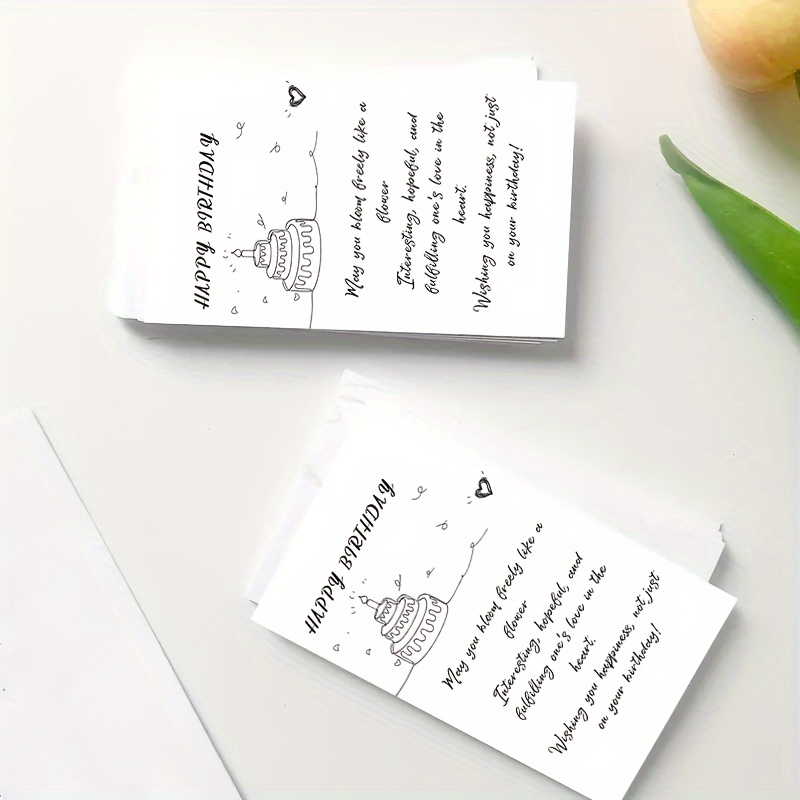 HAPPY BIRTHDAY
May you bloom freely like a
flower
Interesting, hopeful, and
fulfilling one's love in the
heart.
Wishing you happiness, not just
on your birthday!
HAPPY BIRTHDAY
May you bloom freely like a
flower
Interesting, hopeful, and
fulfilling one's love in the
heart.
Wishing you happiness, not just
on your birthday!